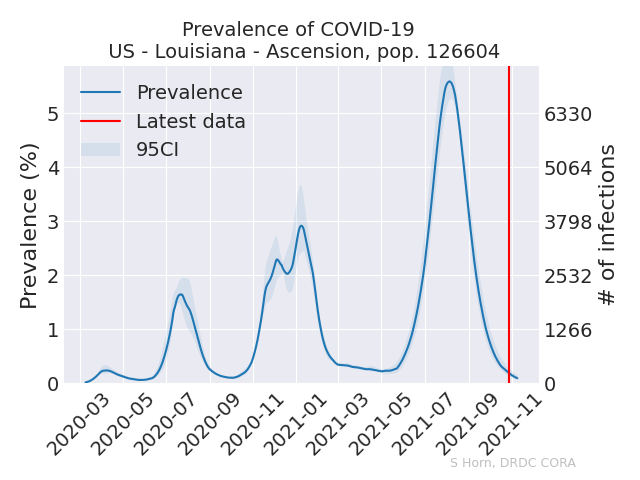 Prevalence of COVID-19
US - Louisiana - Ascension, pop. 126604
Prevalence
Latest data
95CI
Prevalence (%)
5
4
3
2
1
0
6330
5064
3798
2532
1266
0
# of infections
2020-03
2020-05
2020-07
2020-09
2020-11
2021-01
2021-03
2021-05
2021-07
2021-09
2021-11
S Horn, DRDC CORA